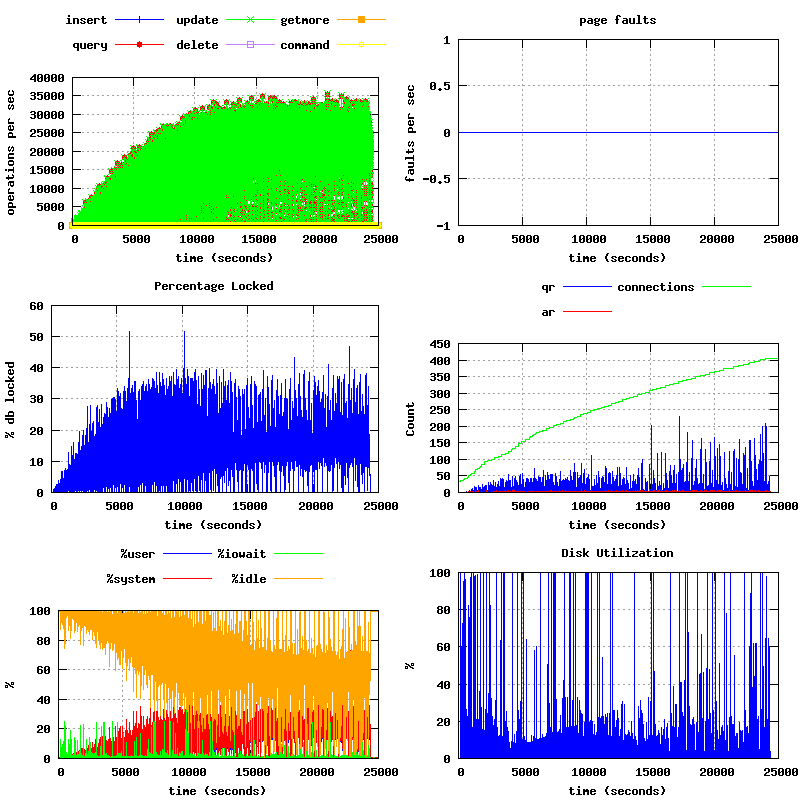 insert update getmore
query delete command
operations per sec
40000
35000
30000
25000
20000
15000
10000
5000
0
0 5000 10000 15000 20000 25000
time (seconds)
page faults
faults per sec
1
0.5
0
-0.5
-1
0 5000 10000 15000 20000 25000
time (seconds)
Percentage Locked
% db locked
60
50
40
30
20
10
0
0 5000 10000 15000 20000 25000
time (seconds)
qr connections
ar
Count
450
400
350
300
250
200
150
100
50
0
0 5000 10000 15000 20000 25000
time (seconds)
%user %iowait
%system %idle
%
100
80
60
40
20
0
0 5000 10000 15000 20000 25000
time (seconds)
Disk Utilization
%
100
80
60
40
20
0
0 5000 10000 15000 20000 25000
time (seconds)